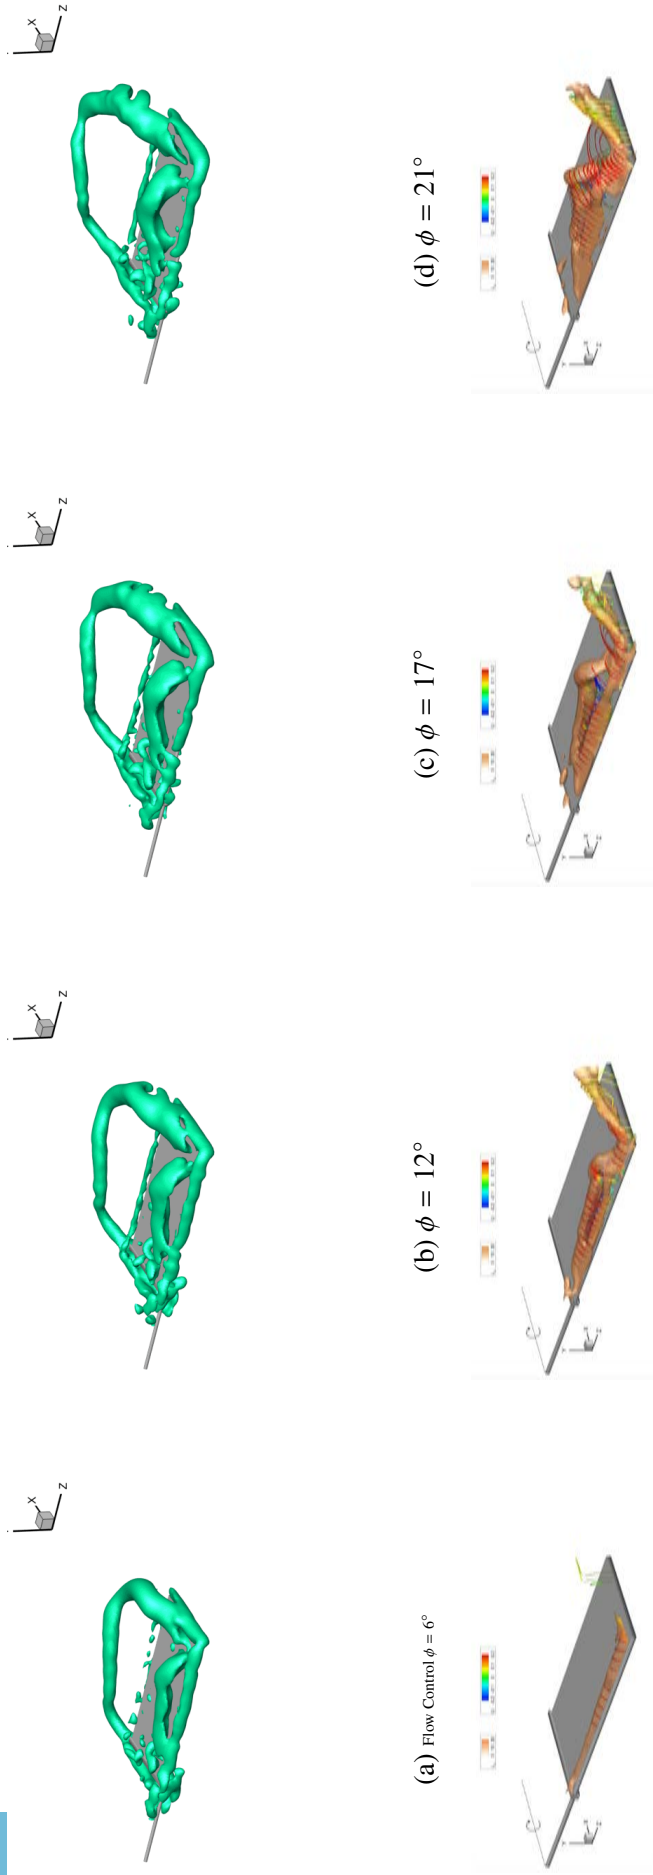 X
Z
X
Z
X
Z
X
Z
(a) Flow Control ϕ = 6°
(b) ϕ = 12°
(c) ϕ = 17°
(d) ϕ = 21°
C
Y
X
Z
C
Y
X
Z
C
Y
X
Z
C
Y
X
Z